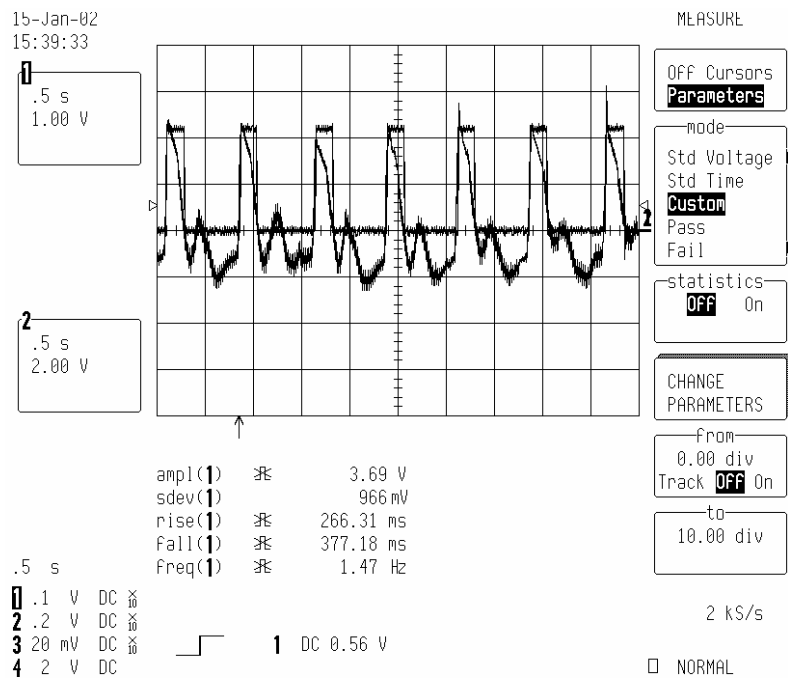 15-Jan-02
15:39:33
1
.5 s
1.00 V
2
.5 s
2.00 V
2
ampl(1) 3.69 V
sdev(1) 966 mV
rise(1) 266.31 ms
fall(1) 377.18 ms
freq(1) 1.47 Hz
.5 s
1 .1 V DC X10
2 .2 V DC X10
3 20 mV DC X10
4 2 V DC
1 DC 0.56 V
MEASURE
Off Cursors
Parameters
mode
Std Voltage
Std Time
Custom
Pass
Fail
statistics
Off On
CHANGE
PARAMETERS
from
0.00 div
Track Off On
to
10.00 div
2 kS/s
NORMAL